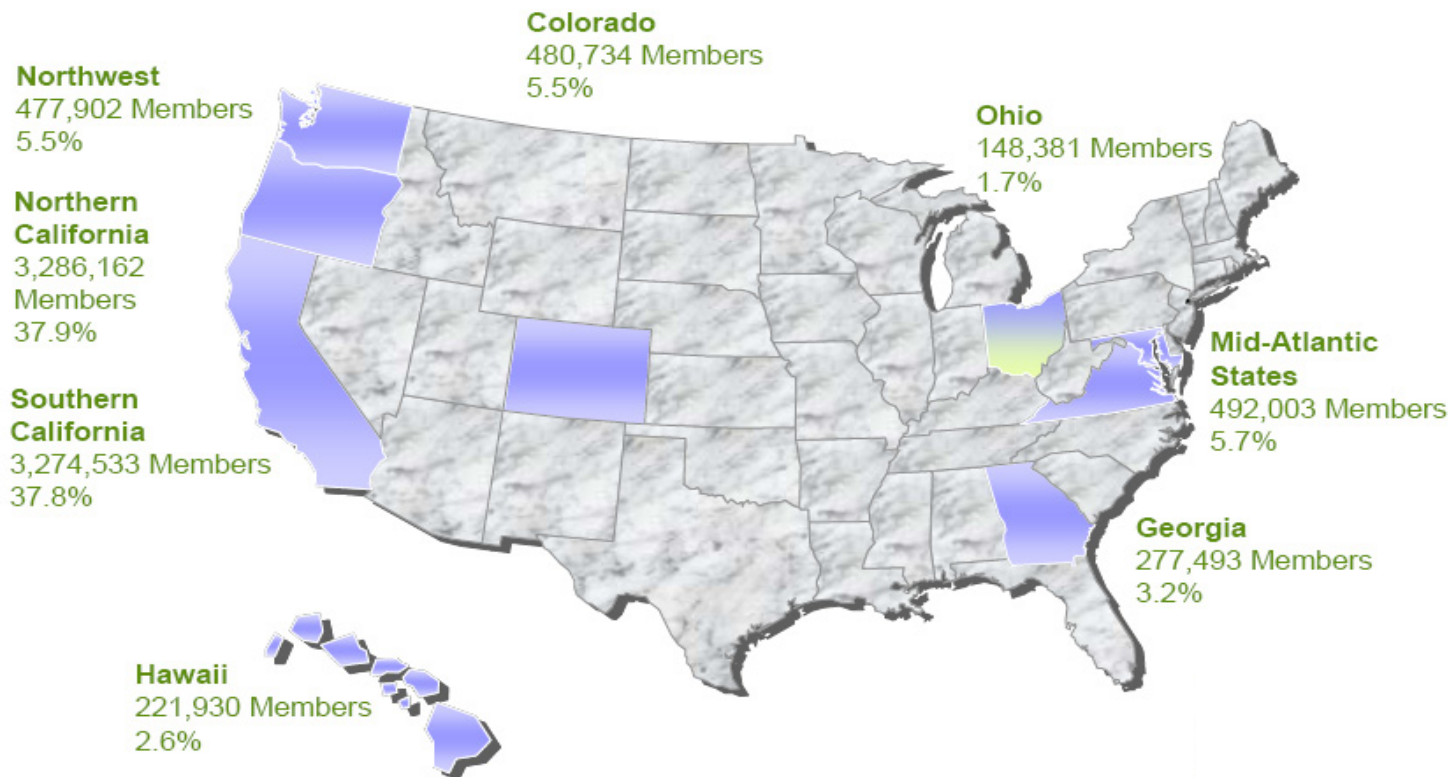 Colorado
480,734 Members
5.5%
Northwest
477,902 Members
5.5%
Ohio
148,381 Members
1.7%
Northern
California
3,286,162
Members
37.9%
Mid-Atlantic
States
492,003 Members
5.7%
Southern
California
3,274,533 Members
37.8%
Georgia
277,493 Members
3.2%
Hawaii
221,930 Members
2.6%